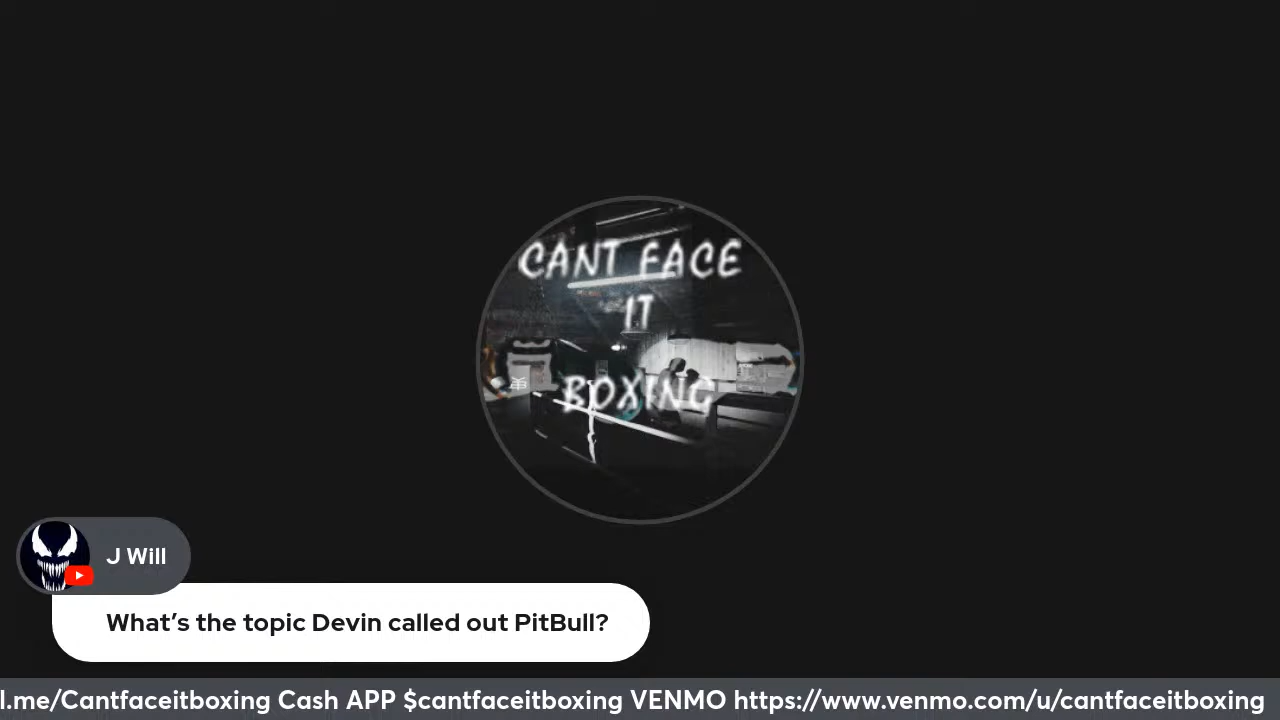 CANT FACE
IT
BOXING
J Will
What’s the topic Devin called out PitBull?
l.me/Cantfaceitboxing Cash APP $cantfaceitboxing VENMO https://www.venmo.com/u/cantfaceitboxing